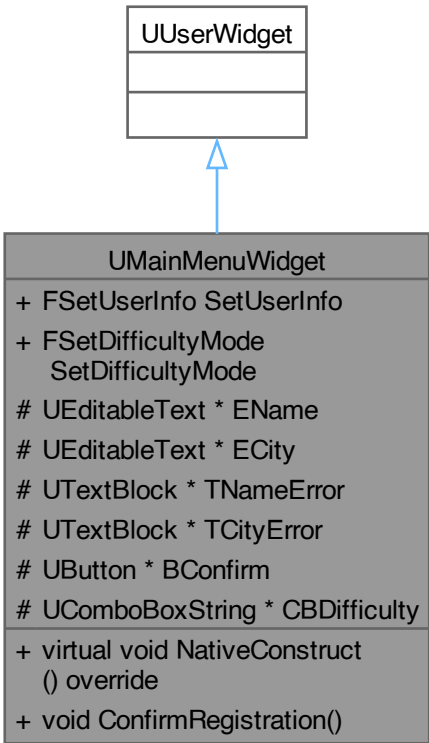 UUserWidget
UMainMenuWidget
+ FSetUserInfo SetUserInfo
+ FSetDifficultyMode
SetDifficultyMode
# UEditableText * EName
# UEditableText * ECity
# UTextBlock * TNameError
# UTextBlock * TCityError
# UButton * BConfirm
# UComboBoxString * CBDifficulty
+ virtual void NativeConstruct
() override
+ void ConfirmRegistration()